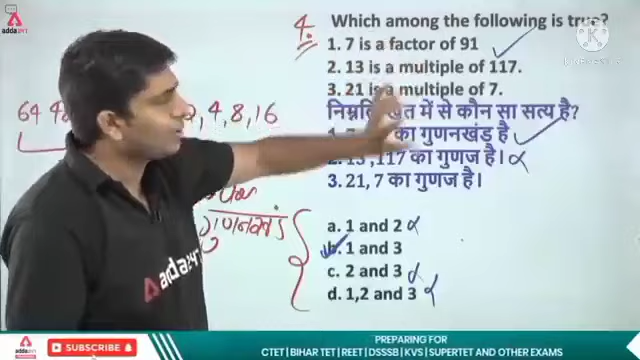 adda247
4. Which among the following is true?
1. 7 is a factor of 91
2. 13 is a multiple of 117.
3. 21 is a multiple of 7.
64
2, 4, 8, 16
में से कौन सा सत्य है?
का गुणनखंड है
117 का गुणज है।
3. 21, 7 का गुणज है।
a. 1 and 2
b. 1 and 3
c. 2 and 3
d. 1,2 and 3
SUBSCRIBE
PREPARING FOR
CTET | BIHAR TET | REET | DSSSB | KVS | SUPERTET AND OTHER EXAMS